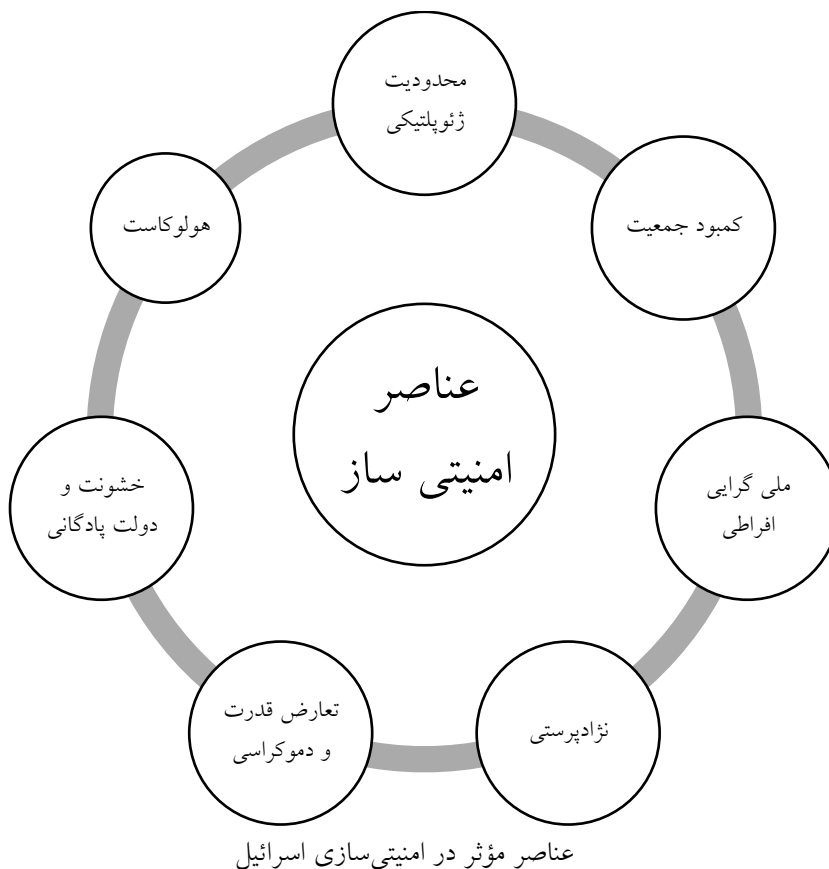 محدودیت
ژئوپلتیکی
کمبود جمعیت
هولوکاست
عناصر
امنیتی ساز
ملی گرایی
افراطی
خشونت و
دولت پادگانی
نژادپرستی
تعارض قدرت
و دموکراسی
عناصر مؤثر در امنیتی‌سازی اسرائیل